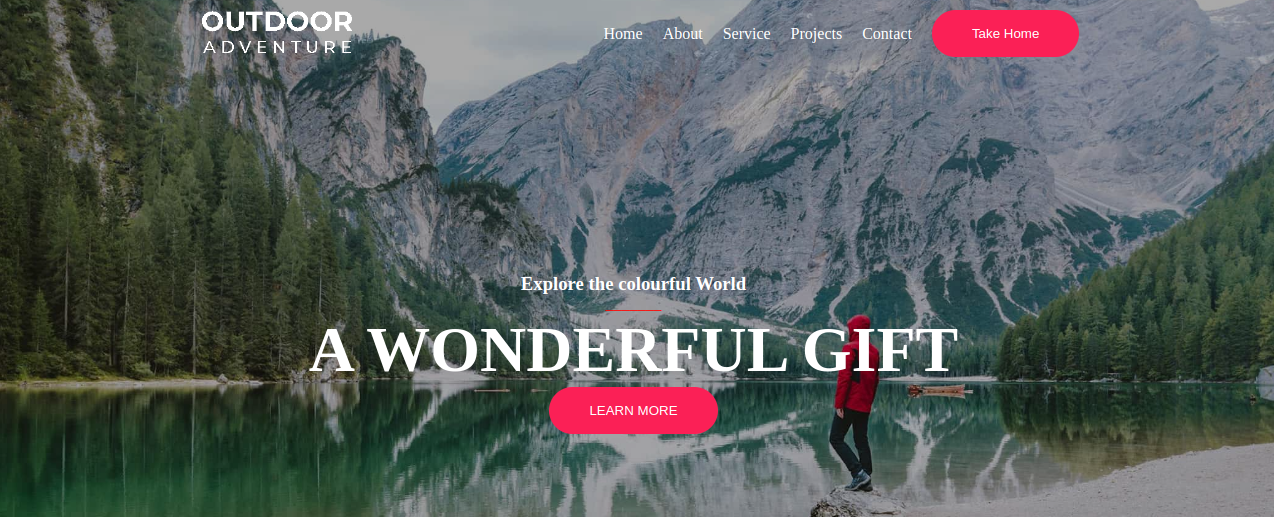 OUTDOOR
ADVENTURE
Home About Service Projects Contact Take Home
Explore the colourful World
A WONDERFUL GIFT
LEARN MORE